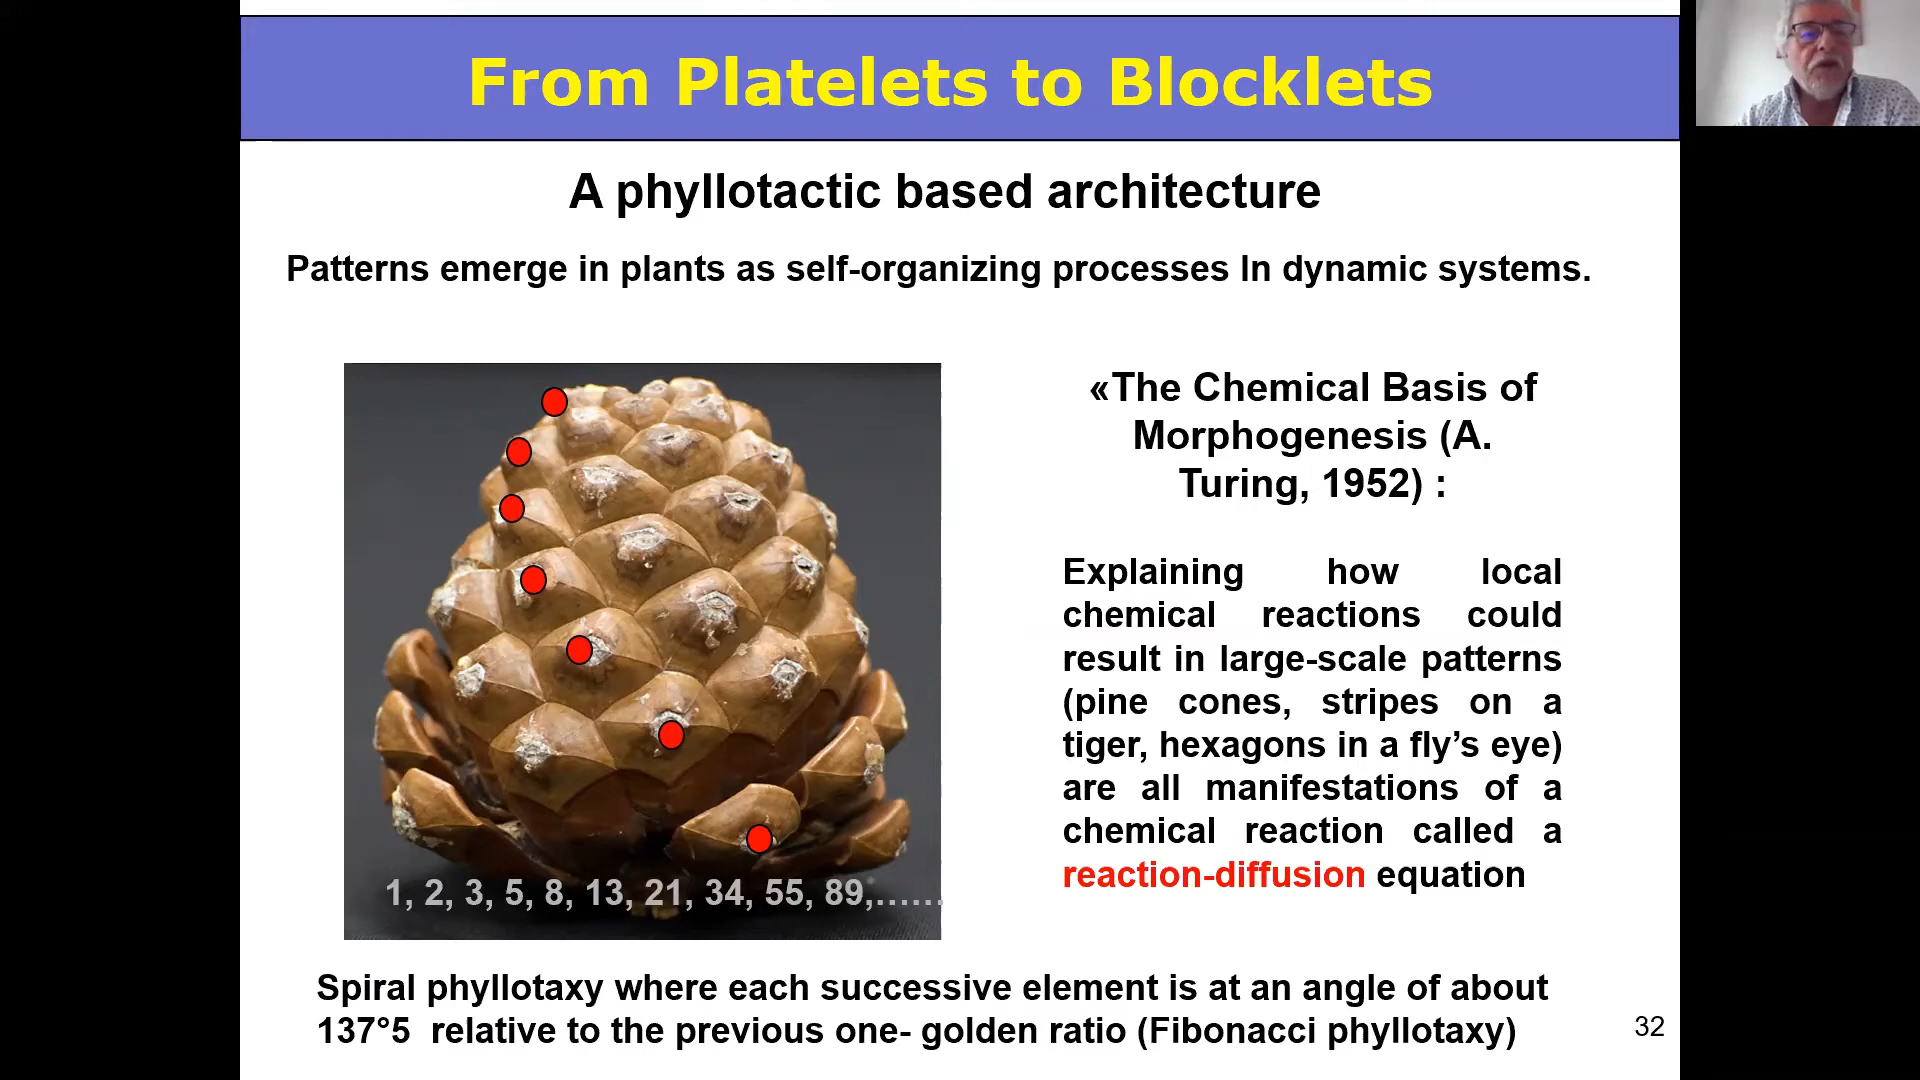 From Platelets to Blocklets
A phyllotactic based architecture
Patterns emerge in plants as self-organizing processes In dynamic systems.
«The Chemical Basis of
Morphogenesis (A.
Turing, 1952) :
Explaining how local
chemical reactions could
result in large-scale patterns
(pine cones, stripes on a
tiger, hexagons in a fly’s eye)
are all manifestations of a
chemical reaction called a
reaction-diffusion equation
1, 2, 3, 5, 8, 13, 21, 34, 55, 89,......
Spiral phyllotaxy where each successive element is at an angle of about
137°5 relative to the previous one- golden ratio (Fibonacci phyllotaxy)
32